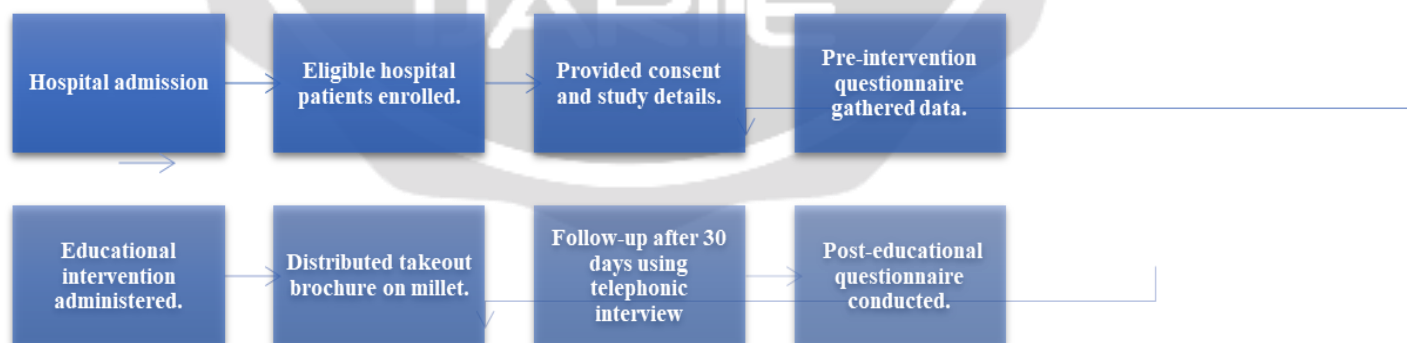 IJARIE
Hospital admission
Eligible hospital
patients enrolled.
Provided consent
and study details.
Pre-intervention
questionnaire
gathered data.
Educational
intervention
administered.
Distributed takeout
brochure on millet.
Follow-up after 30
days using
telephonic
interview
Post-educational
questionnaire
conducted.